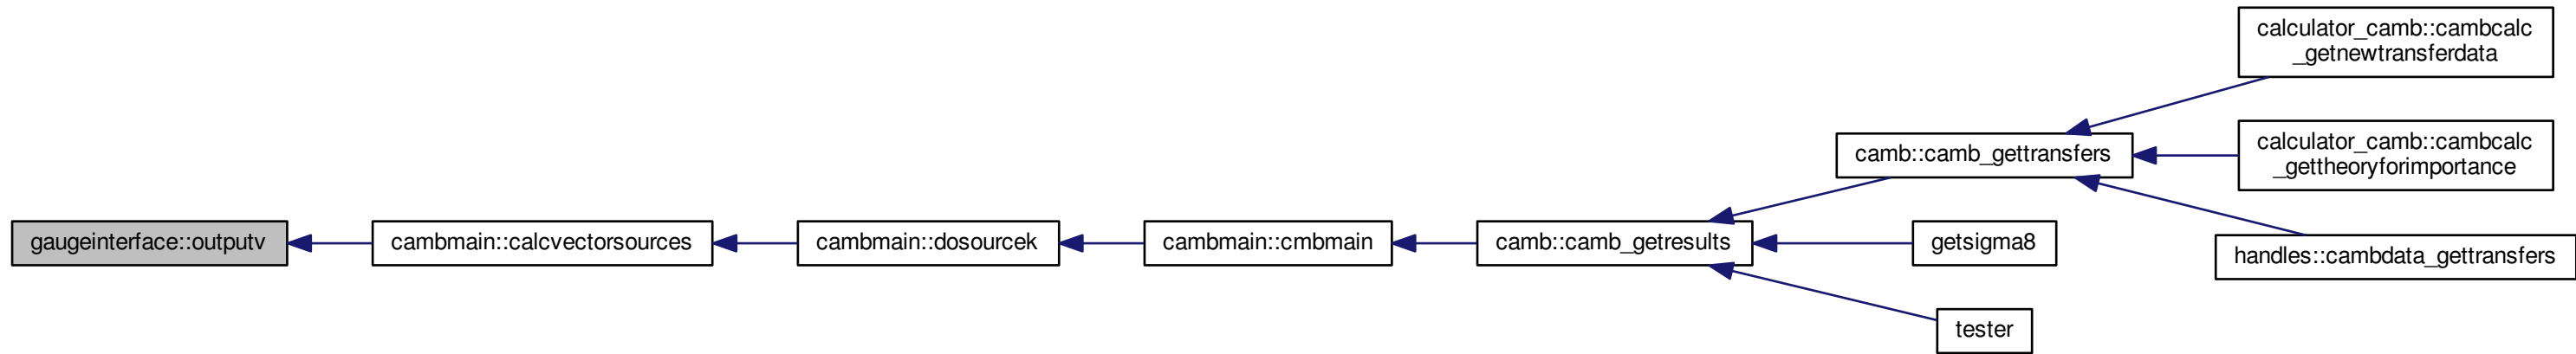 gaugeinterface::outputv
cambmain::calcvectorsources
cambmain::dosourcek
cambmain::cmbmain
camb::camb_getresults
camb::camb_gettransfers
getsigma8
tester
calculator_camb::cambcalc
_getnewtransferdata
calculator_camb::cambcalc
_gettheoryforimportance
handles::cambdata_gettransfers